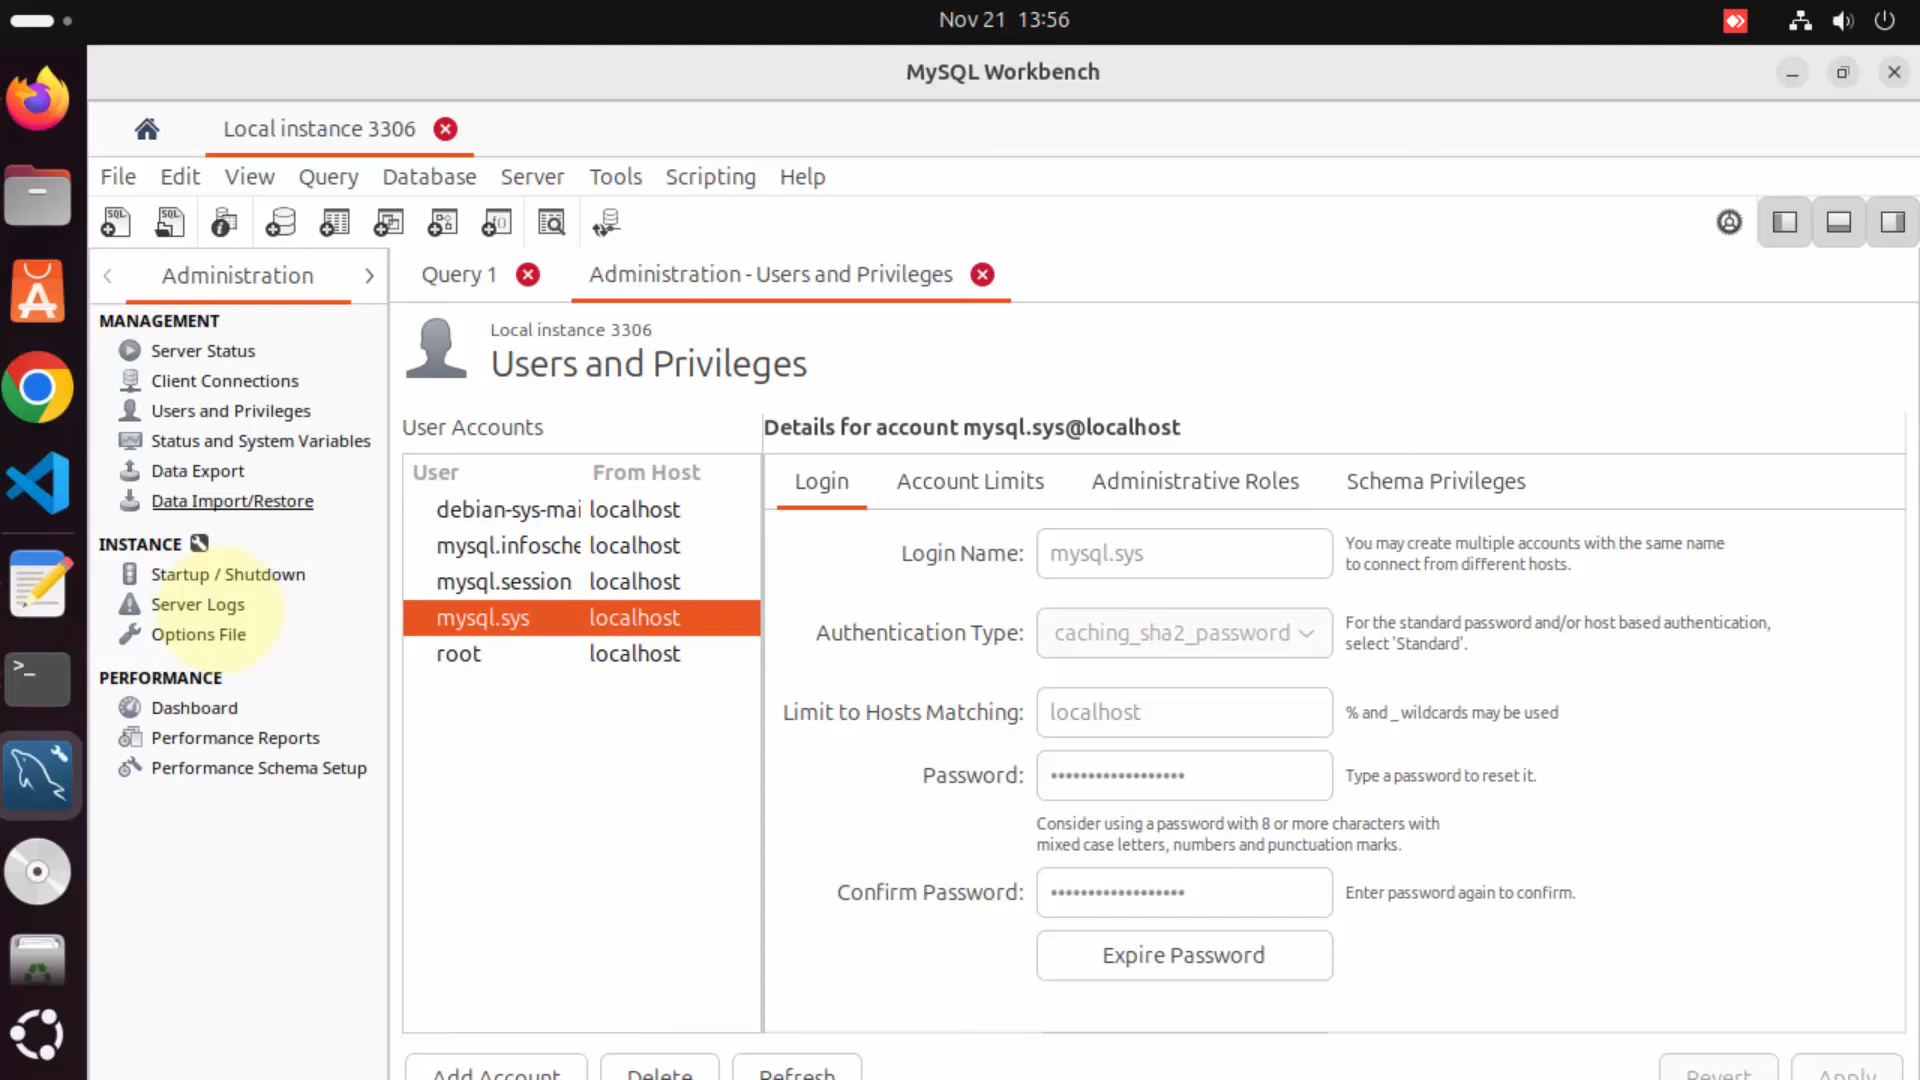 Nov 21 13:56
MySQL Workbench
Local instance 3306
File Edit View Query Database Server Tools Scripting Help
SQL SQL
Administration
Query 1
Administration - Users and Privileges
MANAGEMENT
Server Status
Client Connections
Users and Privileges
Status and System Variables
Data Export
Data Import/Restore
INSTANCE
Startup / Shutdown
Server Logs
Options File
PERFORMANCE
Dashboard
Performance Reports
Performance Schema Setup
Local instance 3306
Users and Privileges
User Accounts
User From Host
debian-sys-mai localhost
mysql.infosche localhost
mysql.session localhost
mysql.sys localhost
root localhost
Details for account mysql.sys@localhost
Login Account Limits Administrative Roles Schema Privileges
Login Name: mysql.sys
You may create multiple accounts with the same name
to connect from different hosts.
Authentication Type: caching_sha2_password
For the standard password and/or host based authentication,
select 'Standard'.
Limit to Hosts Matching: localhost
% and _ wildcards may be used
Password: ••••••••••••••••••
Type a password to reset it.
Consider using a password with 8 or more characters with
mixed case letters, numbers and punctuation marks.
Confirm Password: ••••••••••••••••••
Enter password again to confirm.
Expire Password
Add Account Delete Refresh
Revert Apply